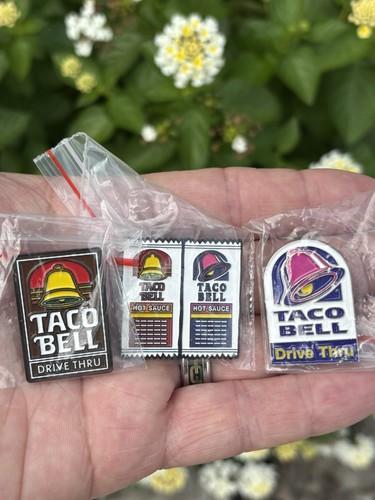 TACO
BELL
DRIVE THRU
TACO
BELL
HOT SAUCE
TACO
BELL
HOT SAUCE
TACO
BELL
Drive Thru